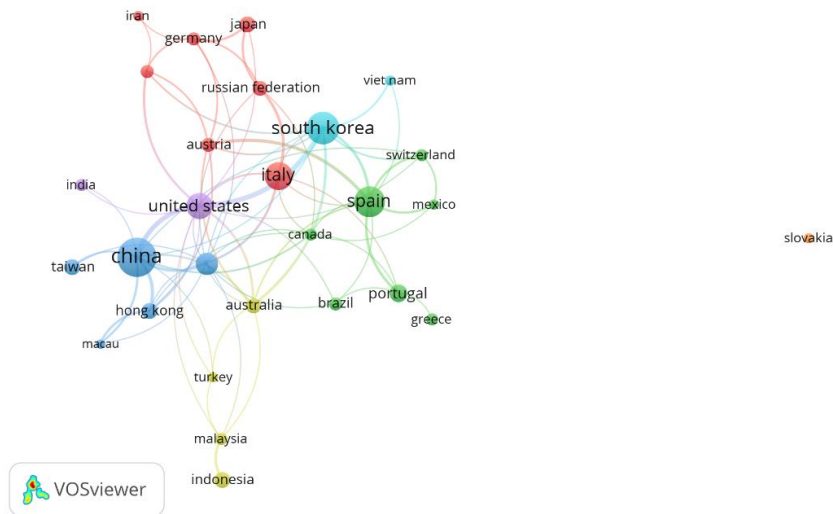 iran
japan
germany
russian federation
viet nam
south korea
austria
switzerland
italy
india
united states
spain
mexico
canada
slovakia
china
taiwan
hong kong
australia
brazil
portugal
greece
macau
turkey
malaysia
indonesia
VOSviewer